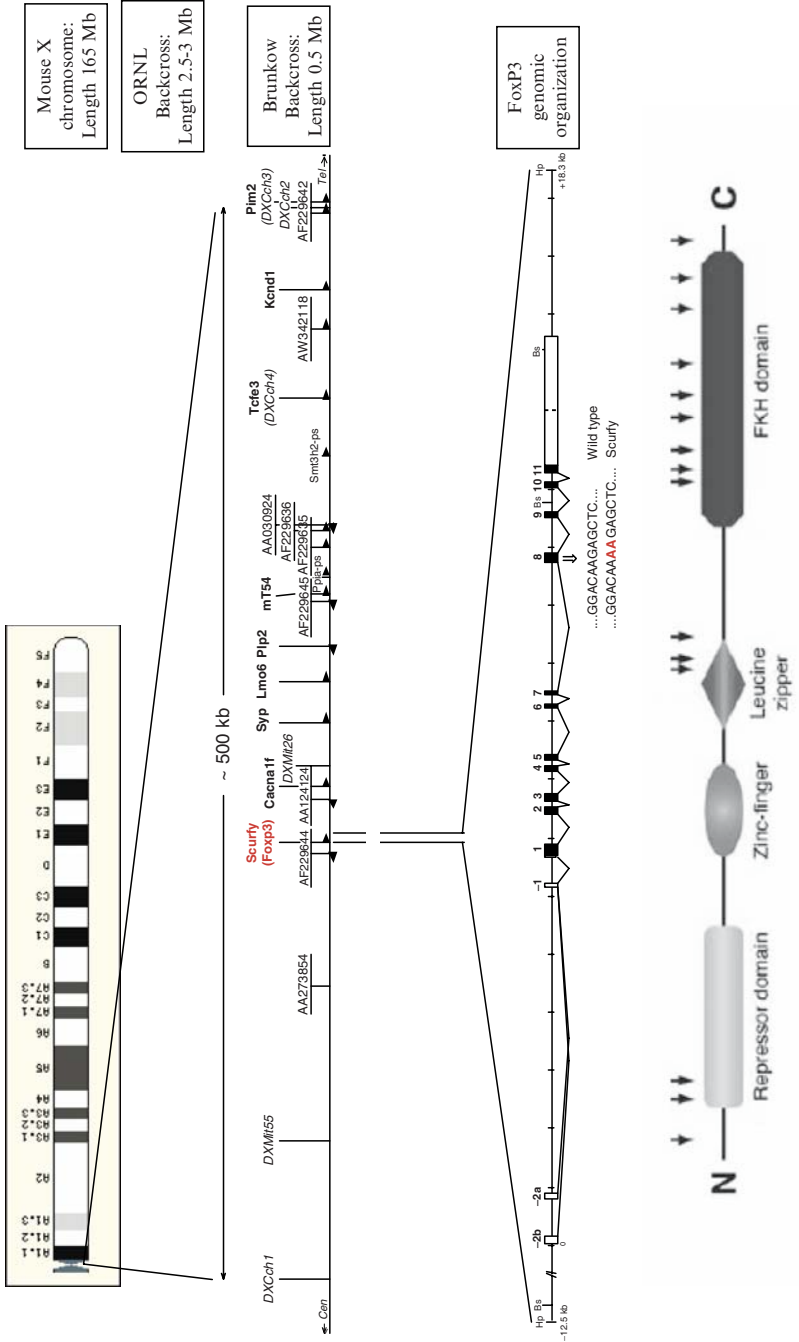 Mouse X
chromosome:
Length 165 Mb
ORNL
Backcross:
Length 2.5-3 Mb
Brunkow
Backcross:
Length 0.5 Mb
FoxP3
genomic
organization
A1.1
A1.2
A1.3
A2
A3.1
A3.2
A3.3
A4
A5
A6
A7.1
A7.2
A7.3
B
C1
C2
C3
D
E1
E2
E3
F1
F2
F3
F4
F5
~ 500 kb
Cen
DXCch1
DXMit55
AA273854
Scurfy
(Foxp3)
AF229644
Cacna1f
AA124124
DXMit26
Syp
Lmo6
Plp2
mT54
AF229645
Ppia-ps
AF229635
AF229636
AA030924
Smt3h2-ps
Tcfe3
(DXCch4)
AW342118
Kcnd1
Pim2
(DXCch3)
DXCch2
AF229642
Tel
Hp Bs
−12.5 kb
−2b
0
−2a
−1
1
2
3
4
5
6
7
8
9
Bs
10
11
Bs
Hp
+18.3 kb
....GGACAAGAGCTC.... Wild type
....GGACAAAAGAGCTC.... Scurfy
N
Repressor domain
Zinc-finger
Leucine
zipper
FKH domain
C